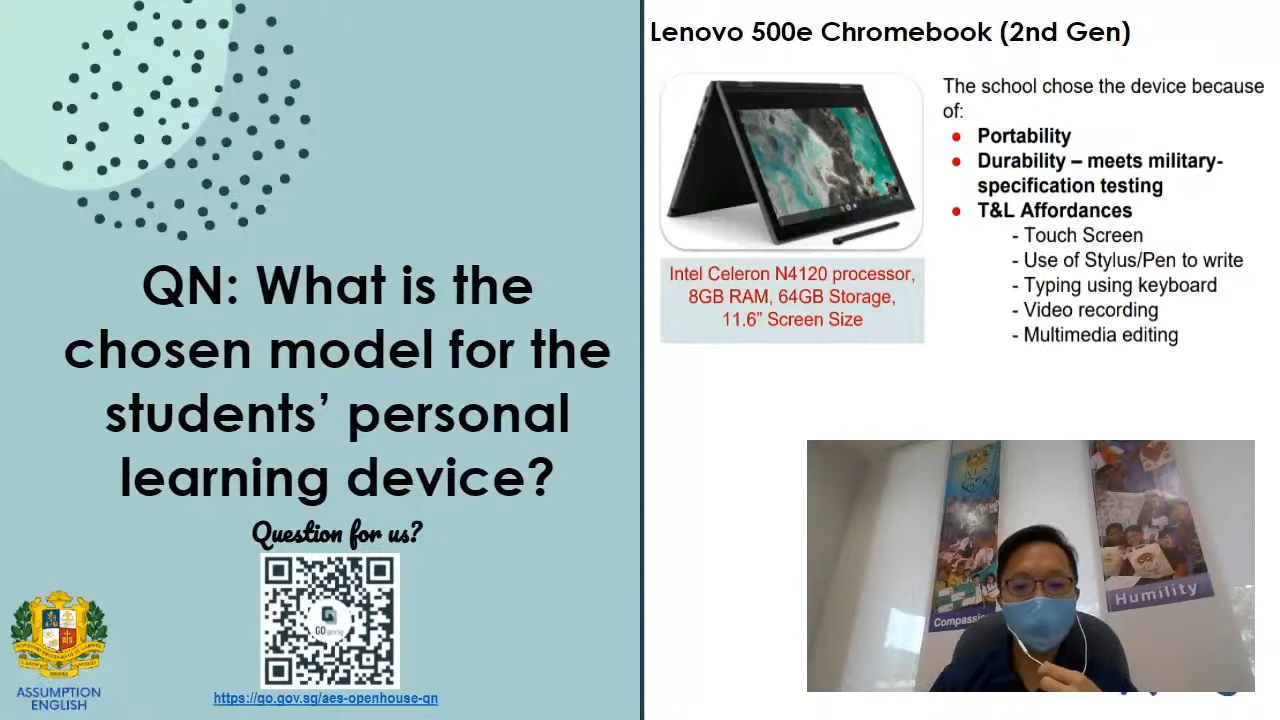 QN: What is the
chosen model for the
students’ personal
learning device?
Question for us?
GOgovsg
https://go.gov.sg/aes-openhouse-qn
ASSUMPTION
ENGLISH
Lenovo 500e Chromebook (2nd Gen)
Intel Celeron N4120 processor,
8GB RAM, 64GB Storage,
11.6” Screen Size
The school chose the device because
of:
● Portability
● Durability – meets military-
specification testing
● T&L Affordances
- Touch Screen
- Use of Stylus/Pen to write
- Typing using keyboard
- Video recording
- Multimedia editing
Humility